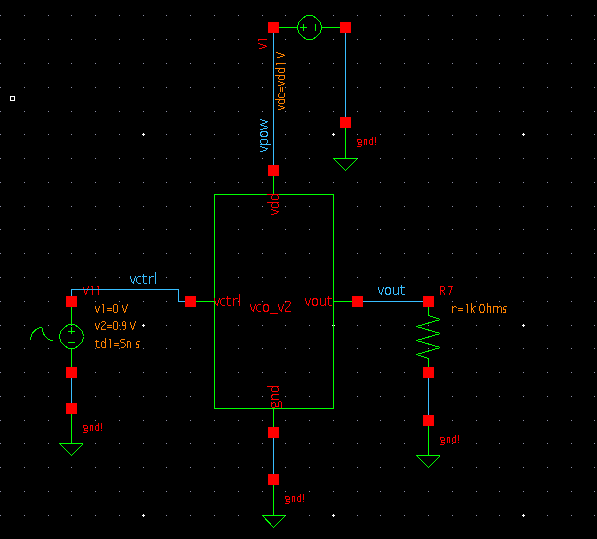 v1
vdc=vdd1 V
vpow
gnd!
vdd
vctrl
V11
v1=0 V
v2=0.9 V
td1=5n s
gnd!
vctrl
vco_v2
vout
gnd
gnd!
vout
R7
r=1k Ohms
gnd!